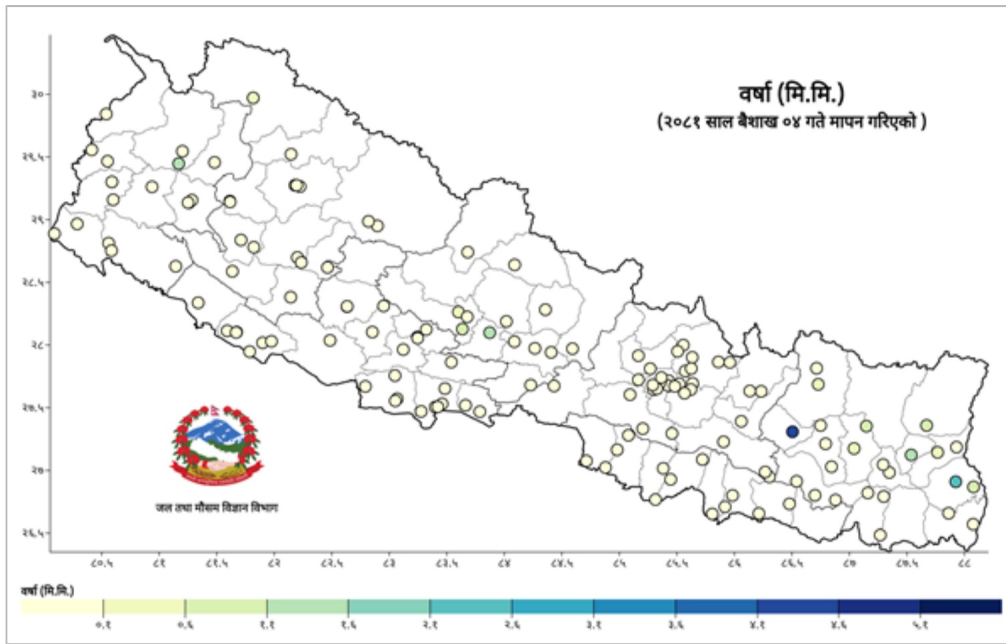 वर्षा (मि.मि.)
(२०८१ साल बैशाख ०४ गते मापन गरिएको )
३०
२९.५
२९
२८.५
२८
२७.५
२७
२६.५
जल तथा मौसम विज्ञान विभाग
८०.५ ८१ ८१.५ ८२ ८२.५ ८३ ८३.५ ८४ ८४.५ ८५ ८५.५ ८६ ८६.५ ८७ ८७.५ ८८
वर्षा (मि.मि.)
०.१ ०.६ १.१ १.६ २.१ २.६ ३.१ ३.६ ४.१ ४.६ ५.१